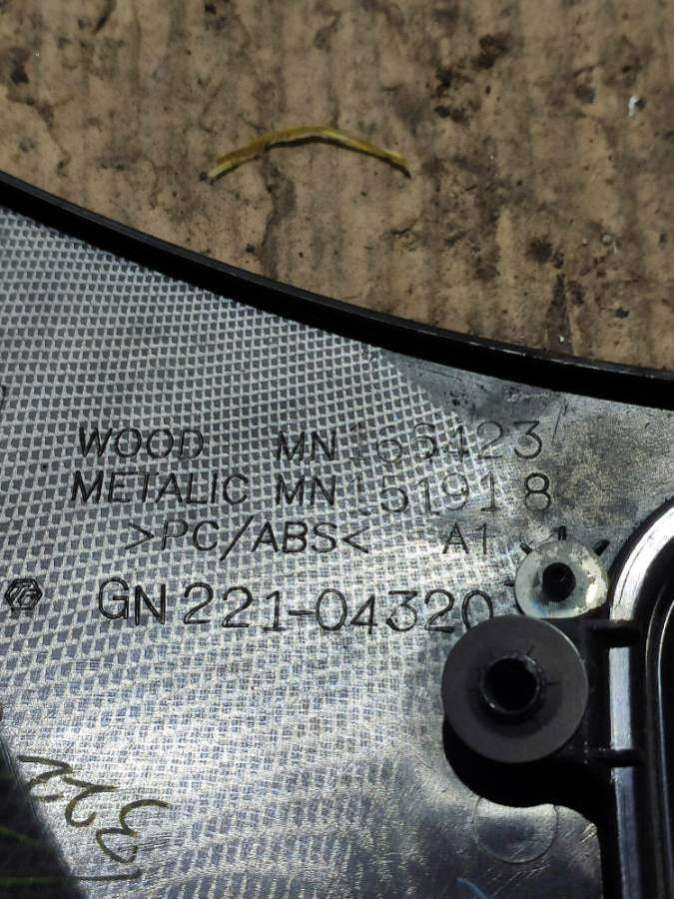 WOOD MN156423
METALIC MN151918
>PC/ABS< A1
GN221-04320